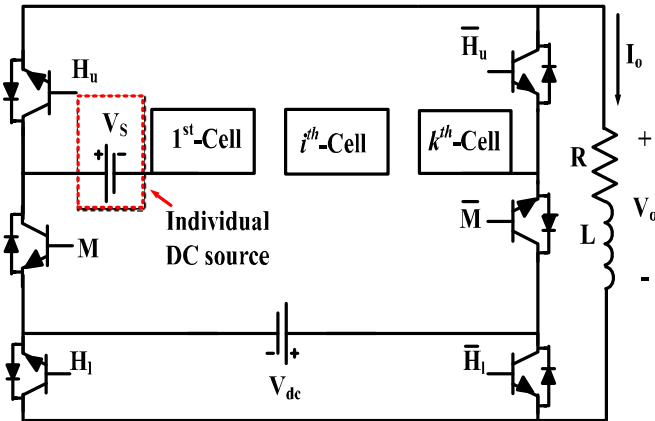 H̅u
Hu
Io
VS
+ -
1st-Cell
ith-Cell
kth-Cell
R
+
Vo
-
L
M
M̅
Individual
DC source
Hl
- +
Vdc
H̅l